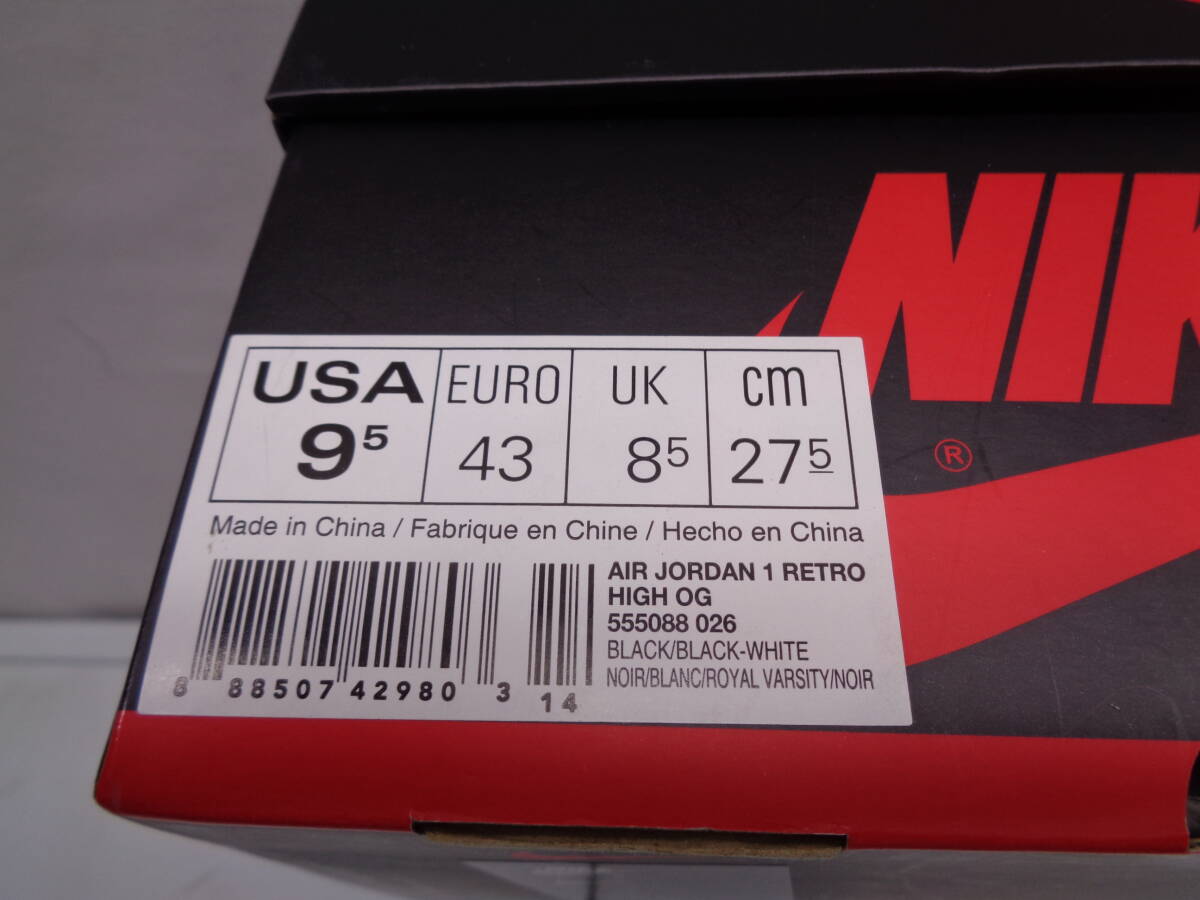 NIK
®
USA EURO UK cm
9⁵ 43 8⁵ 27⁵
Made in China / Fabrique en Chine / Hecho en China
AIR JORDAN 1 RETRO
HIGH OG
555088 026
BLACK/BLACK-WHITE
NOIR/BLANC/ROYAL VARSITY/NOIR
8 88507 42980 3 14